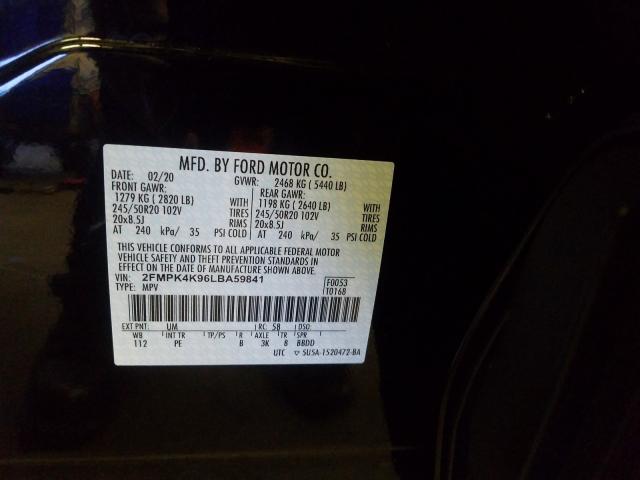 MFD. BY FORD MOTOR CO.
DATE: 02/20 GVWR: 2468 KG ( 5440 LB)
FRONT GAWR: REAR GAWR:
1279 KG ( 2820 LB) 1198 KG ( 2640 LB)
245/50R20 102V TIRES 245/50R20 102V TIRES
20x8.5J RIMS 20x8.5J RIMS
AT 240 kPa/ 35 PSI COLD AT 240 kPa/ 35 PSI COLD
THIS VEHICLE CONFORMS TO ALL APPLICABLE FEDERAL MOTOR
VEHICLE SAFETY AND THEFT PREVENTION STANDARDS IN
EFFECT ON THE DATE OF MANUFACTURE SHOWN ABOVE.
VIN: 2FMPK4K96LBA59841 F0053
TYPE: MPV T0168
EXT PNT: UM RC: 58 DSO:
WB INT TR TP/PS R AXLE TR SPR
112 PE B 3K 8 BBDD
UTC ▽ 5U5A-1520472-BA